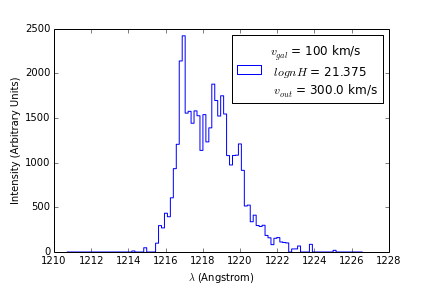 2500
2000
1500
1000
500
0
Intensity (Arbitrary Units)
v_gal = 100 km/s
lognH = 21.375
v_out = 300.0 km/s
1210 1212 1214 1216 1218 1220 1222 1224 1226 1228
λ (Angstrom)